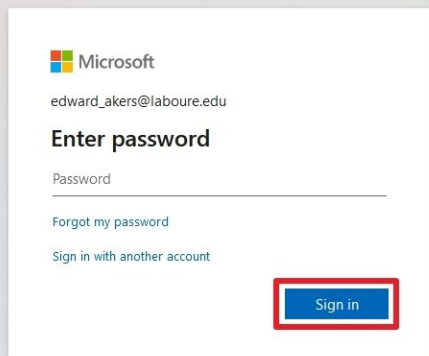 Microsoft
edward_akers@laboure.edu
Enter password
Password
Forgot my password
Sign in with another account
Sign in